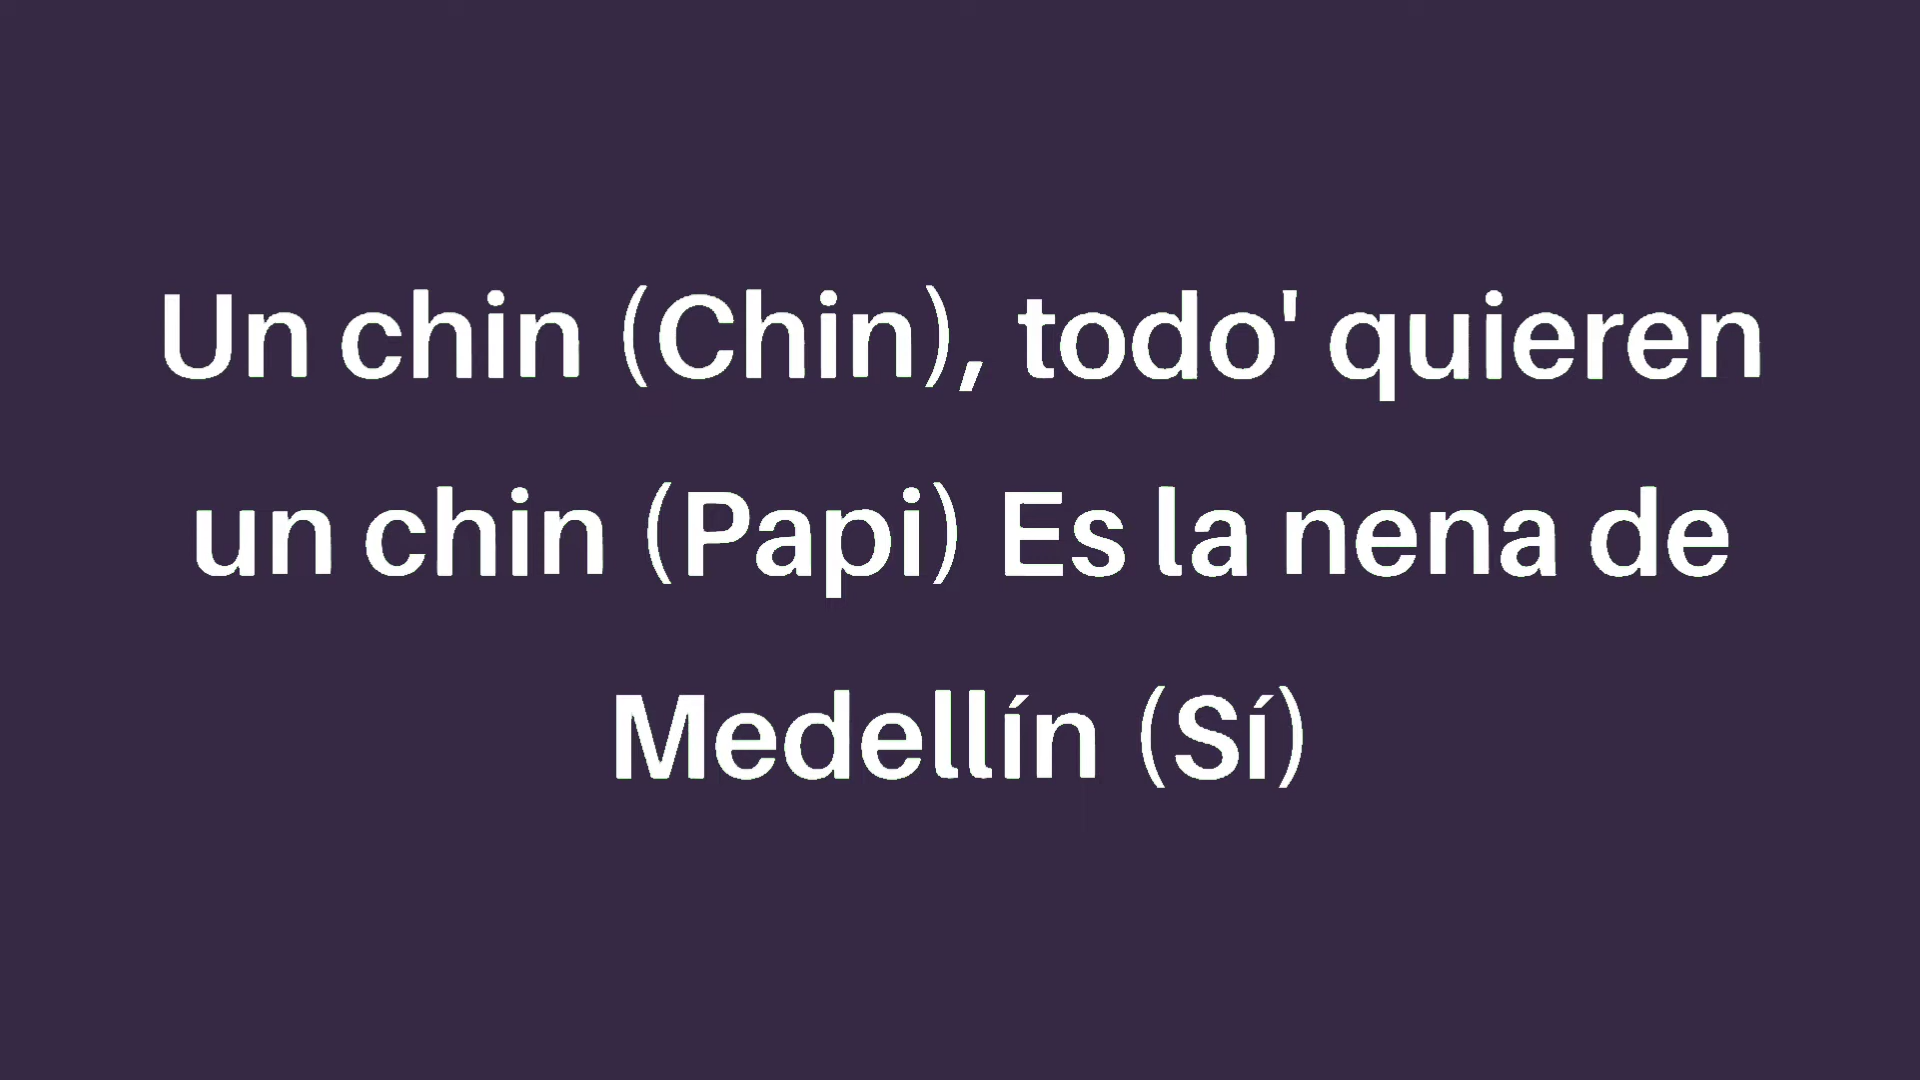 Un chin (Chin), todo' quieren
un chin (Papi) Es la nena de
Medellín (Sí)